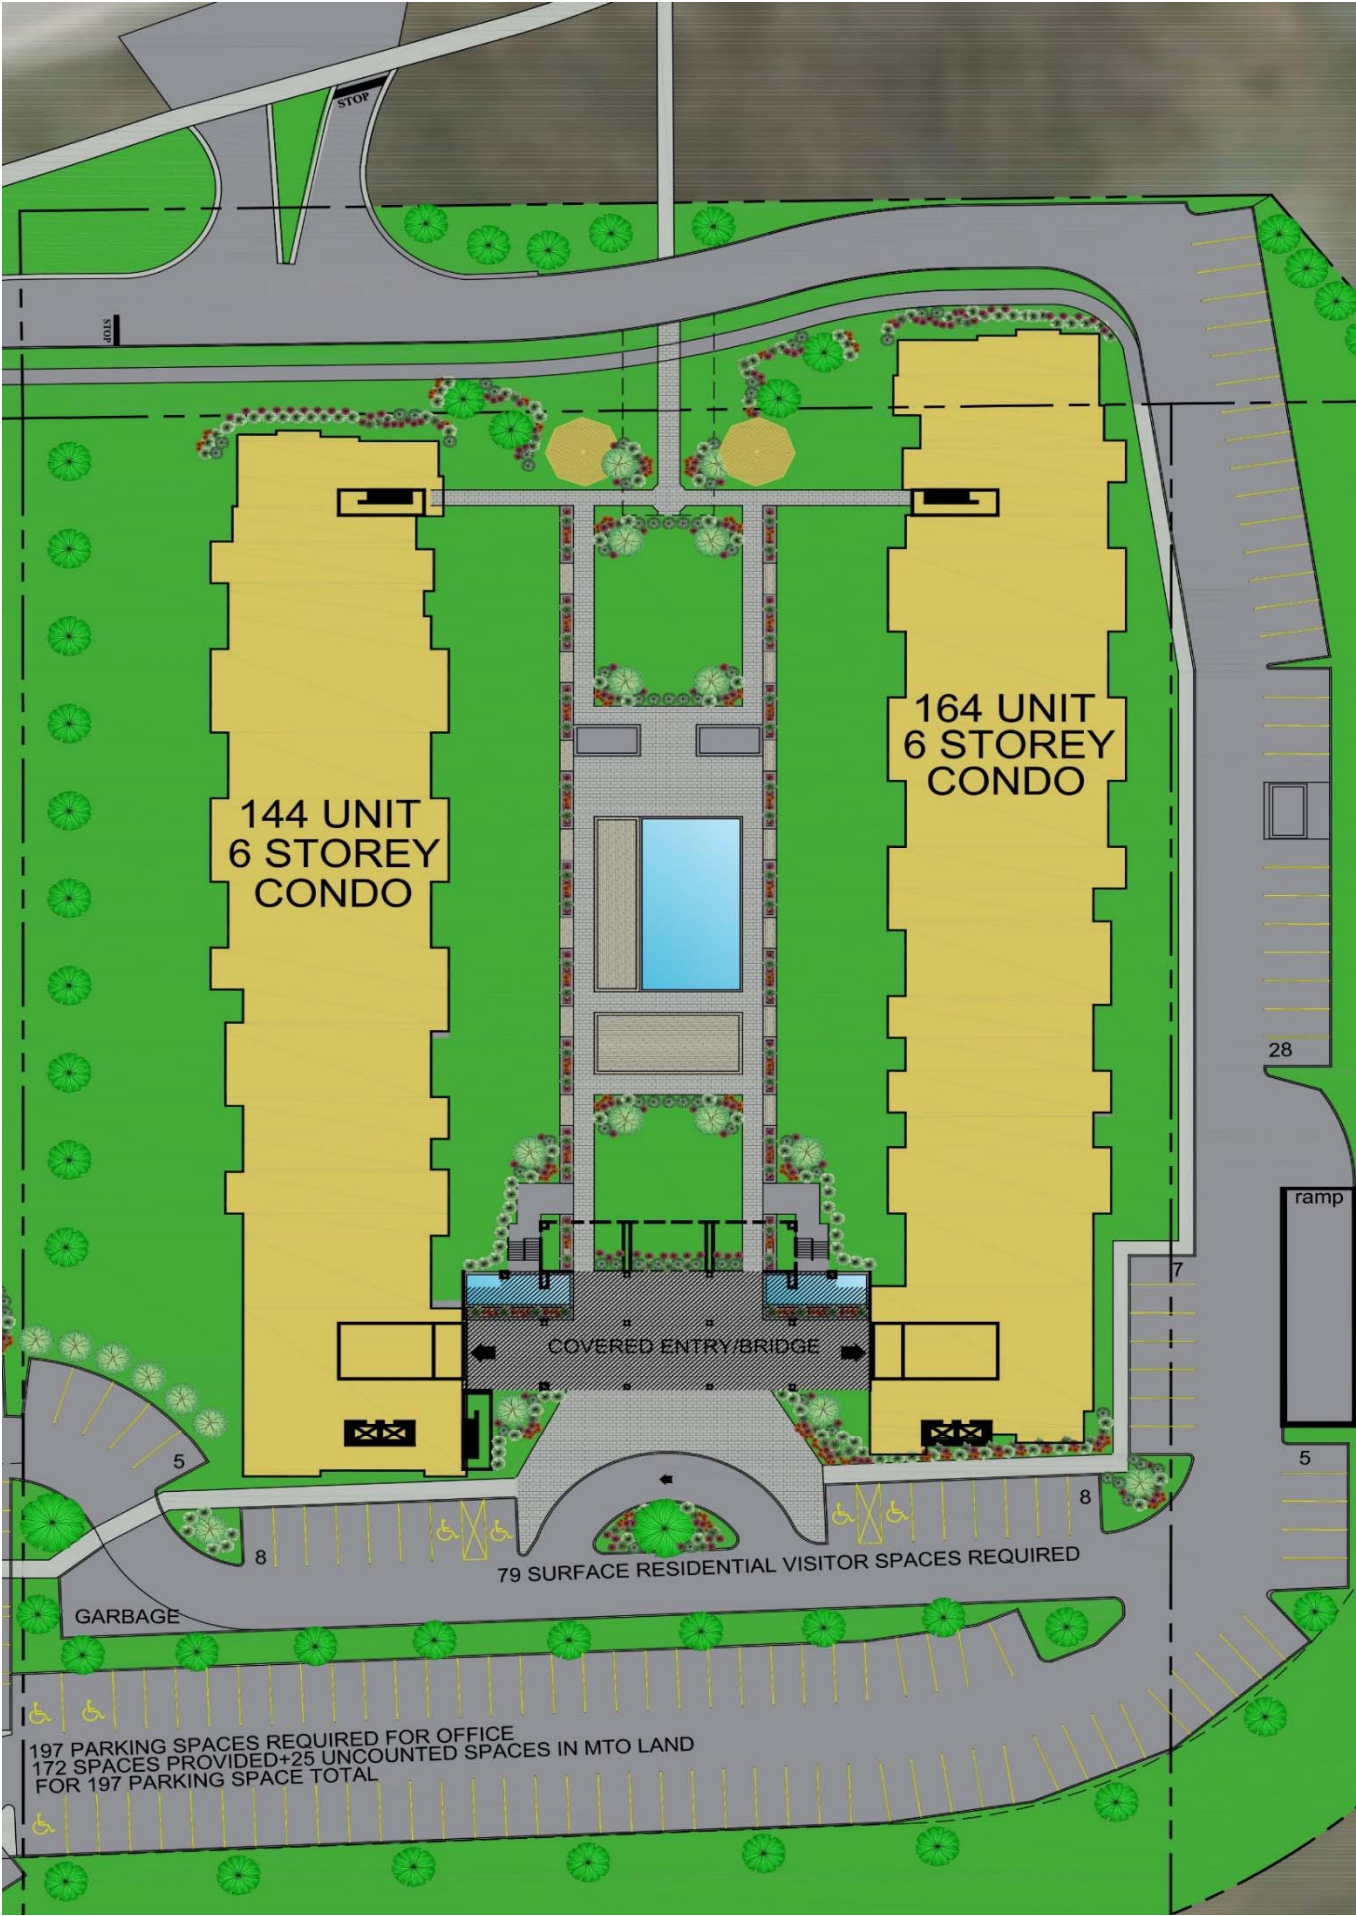 STOP
STOP
164 UNIT
6 STOREY
CONDO
144 UNIT
6 STOREY
CONDO
28
ramp
7
COVERED ENTRY/BRIDGE
5
5
8
8
79 SURFACE RESIDENTIAL VISITOR SPACES REQUIRED
GARBAGE
197 PARKING SPACES REQUIRED FOR OFFICE
172 SPACES PROVIDED+25 UNCOUNTED SPACES IN MTO LAND
FOR 197 PARKING SPACE TOTAL